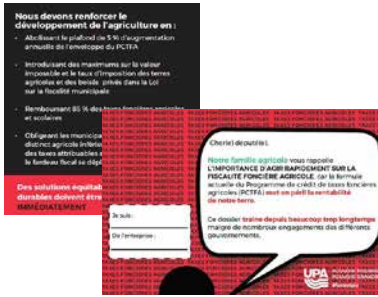 Nous devons renforcer le
développement de l'agriculture en :
- Abolissant le plafond de 5 % d'augmentation
annuelle de l'enveloppe du PCTFA
- Introduisant des maximums sur la valeur
imposable et le taux d'imposition des terres
agricoles et des boisés privés dans la Loi
sur la fiscalité municipale
- Remboursant 85 % des taxes foncières agricoles
et scolaires
- Obligeant les municipa
distinct agricole
des taxes attribuables
le fardeau fiscal se
Des solutions équitab
durables doivent être
IMMÉDIATEMENT
Cher(e) député(e),
Notre famille agricole vous rappelle
L'IMPORTANCE D'AGIR RAPIDEMENT SUR LA
FISCALITÉ FONCIÈRE AGRICOLE, car la formule
actuelle du Programme de crédit de taxes foncières
agricoles (PCTFA) met en péril la rentabilité
de notre terre.
Ce dossier traine depuis beaucoup trop longtemps
malgré de nombreux engagements des différents
gouvernements.
Je suis :
De l'entreprise :
UPA